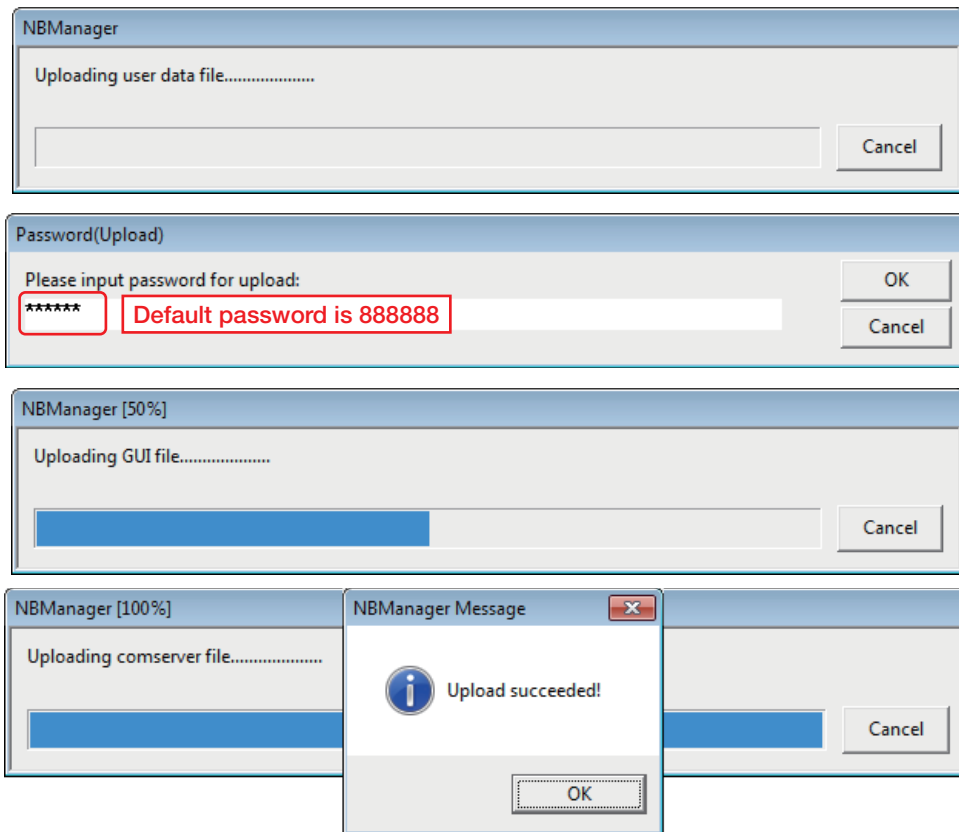 NBManager
Uploading user data file....................
Cancel
Password(Upload)
Please input password for upload:
OK
****** Default password is 888888
Cancel
NBManager [50%]
Uploading GUI file....................
Cancel
NBManager [100%]
Uploading comserver file....................
Cancel
NBManager Message
Upload succeeded!
OK